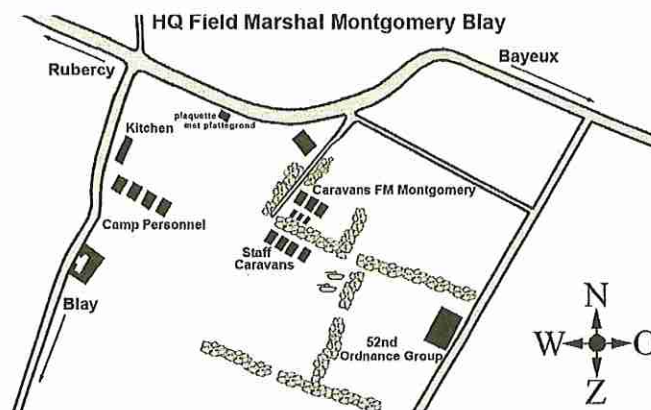 HQ Field Marshal Montgomery Blay
Rubercy
Bayeux
plaquette
met plattegrond
Kitchen
Caravans FM Montgomery
Camp Personnel
Staff
Caravans
Blay
52nd
Ordnance Group
N
W
O
Z